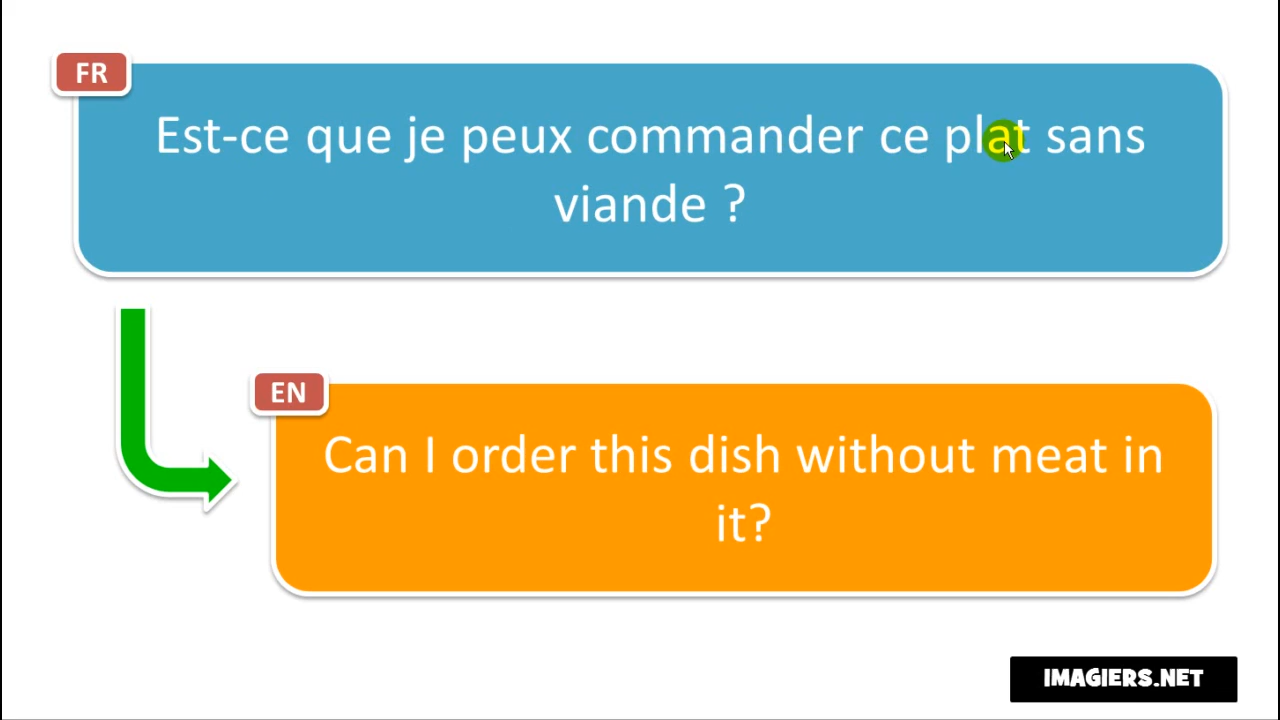 FR
Est-ce que je peux commander ce plat sans
viande ?
EN
Can I order this dish without meat in
it?
IMAGIERS.NET